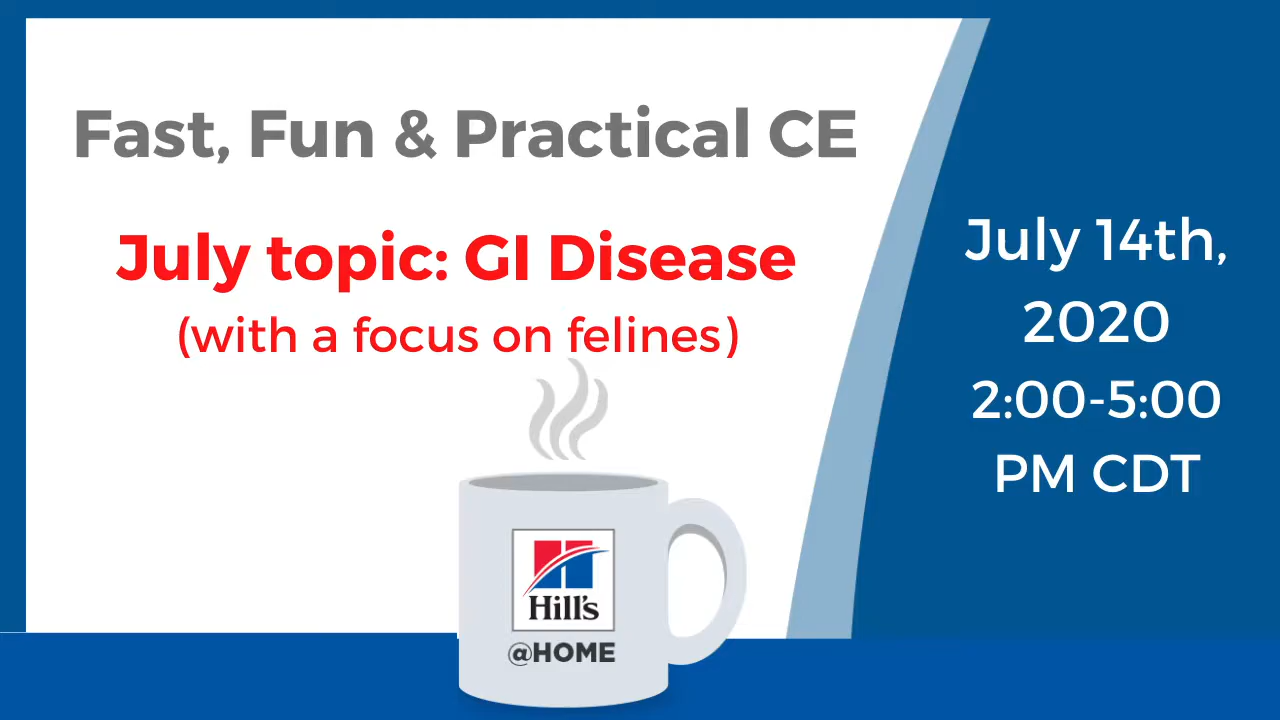 Fast, Fun & Practical CE
July topic: GI Disease
(with a focus on felines)
July 14th,
2020
2:00-5:00
PM CDT
Hill's
@HOME